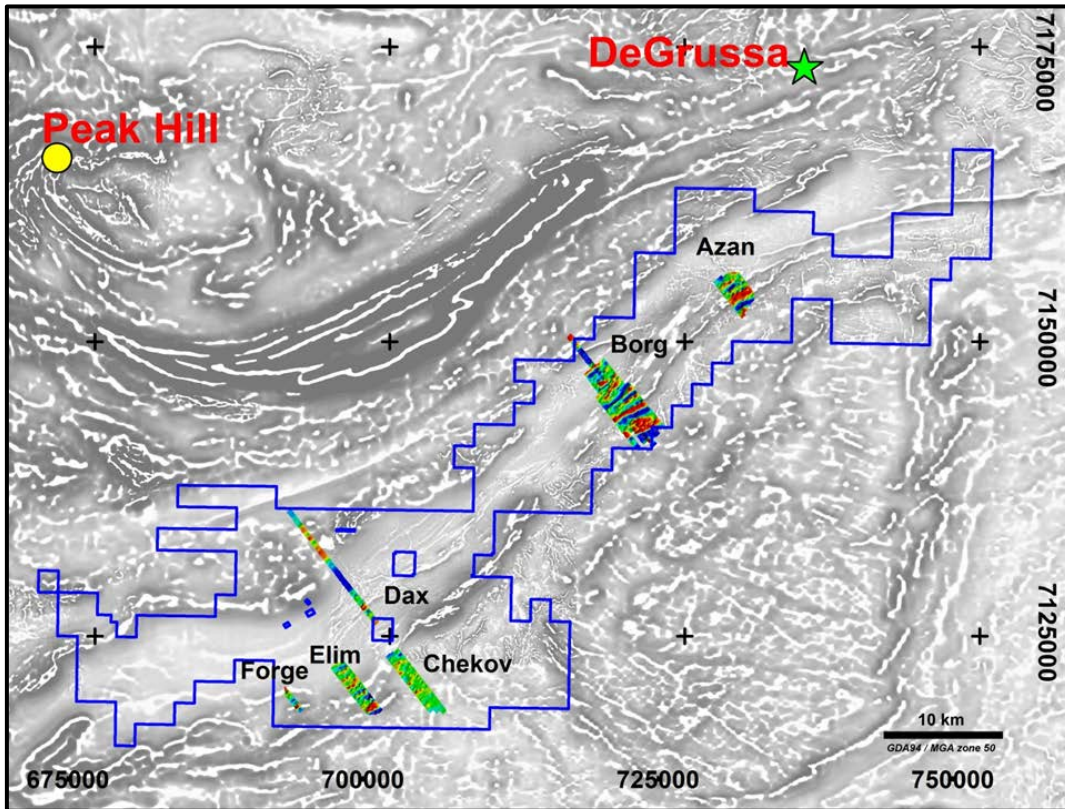 7175000
DeGrussa
Peak Hill
Azan
7150000
Borg
Dax
7125000
Elim
Chekov
Forge
10 km
GDA94 / MGA zone 50
675000
700000
725000
750000